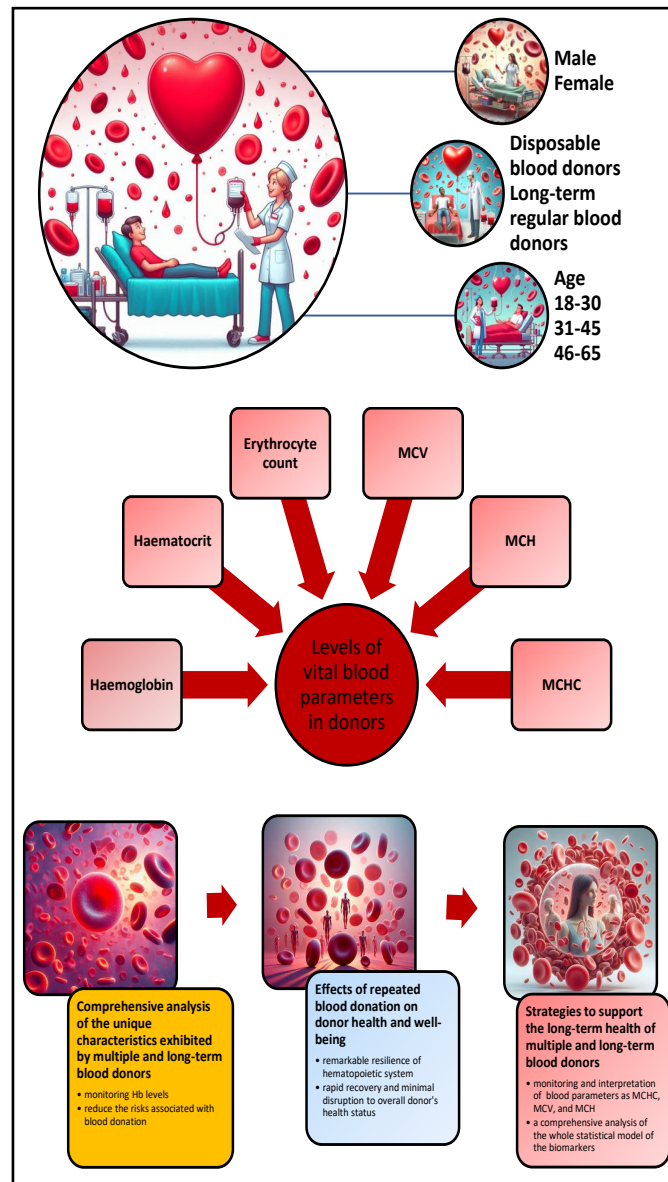 Male
Female
Disposable
blood donors
Long-term
regular blood
donors
Age
18-30
31-45
46-65
Erythrocyte
count
MCV
Haematocrit
MCH
Haemoglobin
Levels of
vital blood
parameters
in donors
MCHC
Comprehensive analysis
of the unique
characteristics exhibited
by multiple and long-term
blood donors
• monitoring Hb levels
• reduce the risks associated with
blood donation
Effects of repeated
blood donation on
donor health and well-
being
• remarkable resilience of
hematopoietic system
• rapid recovery and minimal
disruption to overall donor's
health status
Strategies to support
the long-term health of
multiple and long-term
blood donors
• monitoring and interpretation
of blood parameters as MCHC,
MCV, and MCH
• a comprehensive analysis of
the whole statistical model of
the biomarkers